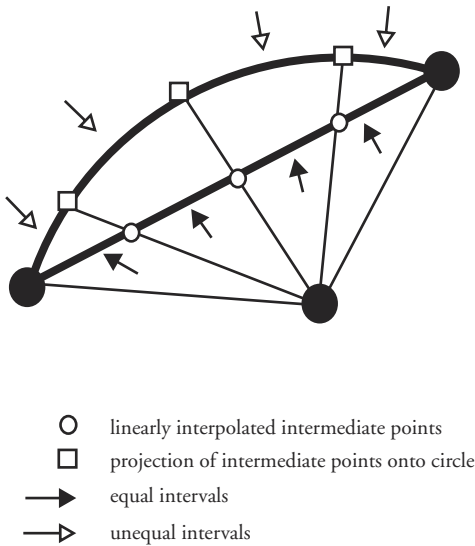 linearly interpolated intermediate points
projection of intermediate points onto circle
equal intervals
unequal intervals